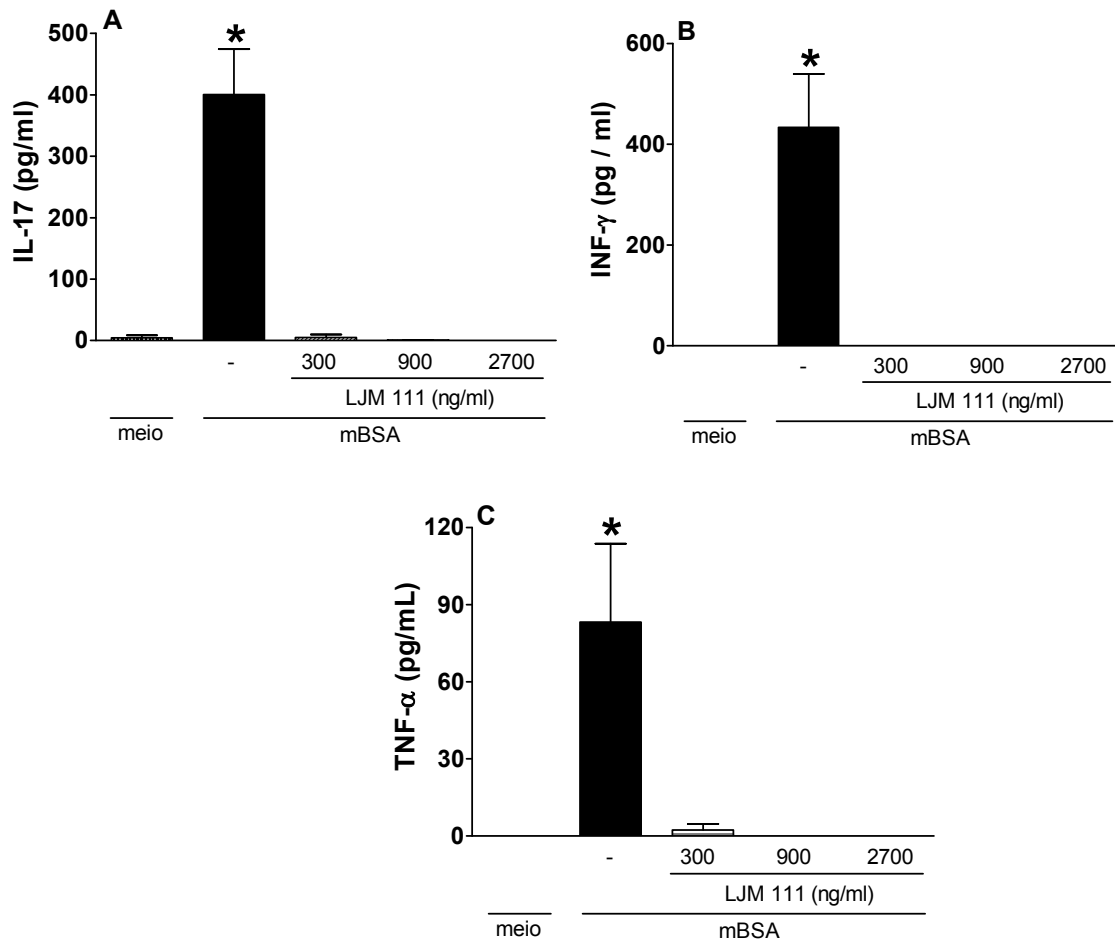 A
IL-17 (pg/ml)
500
400
300
200
100
0
*
- 300 900 2700
LJM 111 (ng/ml)
meio mBSA
B
INF-γ (pg / ml)
600
400
200
0
*
- 300 900 2700
LJM 111 (ng/ml)
meio mBSA
C
TNF-α (pg/mL)
120
90
60
30
0
*
- 300 900 2700
LJM 111 (ng/ml)
meio mBSA